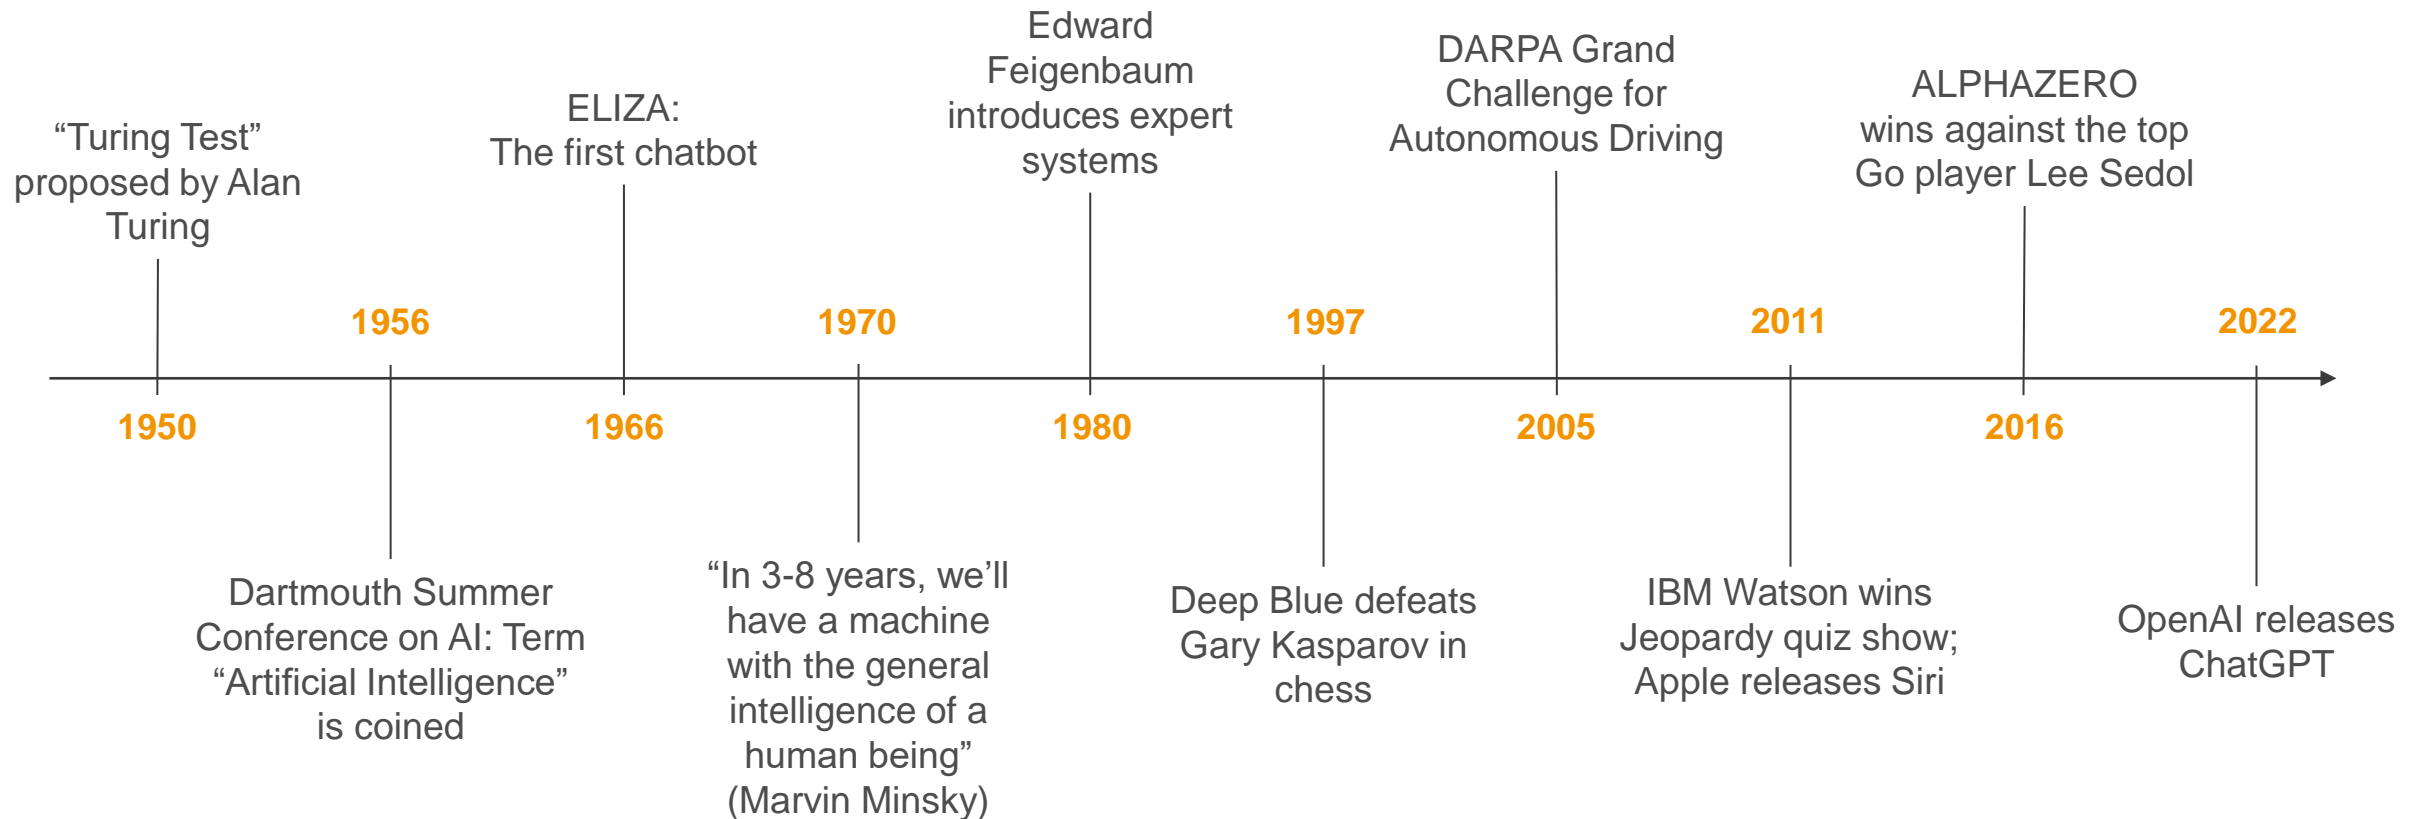 “Turing Test”
proposed by Alan
Turing
1950
1956
Dartmouth Summer
Conference on AI: Term
“Artificial Intelligence”
is coined
ELIZA:
The first chatbot
1966
1970
“In 3-8 years, we’ll
have a machine
with the general
intelligence of a
human being”
(Marvin Minsky)
Edward
Feigenbaum
introduces expert
systems
1980
1997
Deep Blue defeats
Gary Kasparov in
chess
DARPA Grand
Challenge for
Autonomous Driving
2005
2011
IBM Watson wins
Jeopardy quiz show;
Apple releases Siri
ALPHAZERO
wins against the top
Go player Lee Sedol
2016
2022
OpenAI releases
ChatGPT